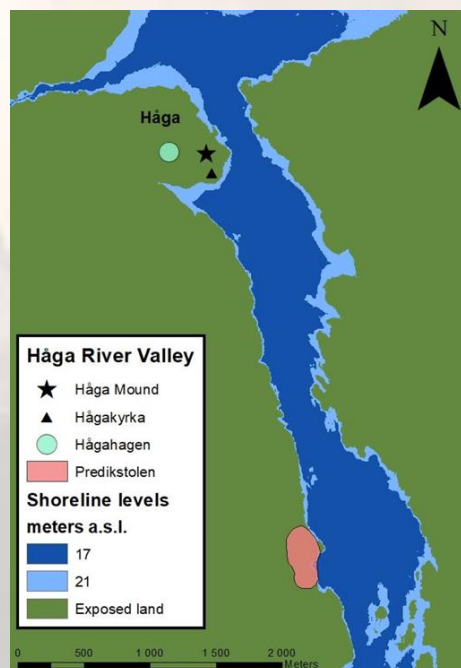 N
Håga
Håga River Valley
Håga Mound
Hågakyrka
Hågahagen
Predikstolen
Shoreline levels
meters a.s.l.
17
21
Exposed land
0 500 1 000 1 500 2 000
Meters